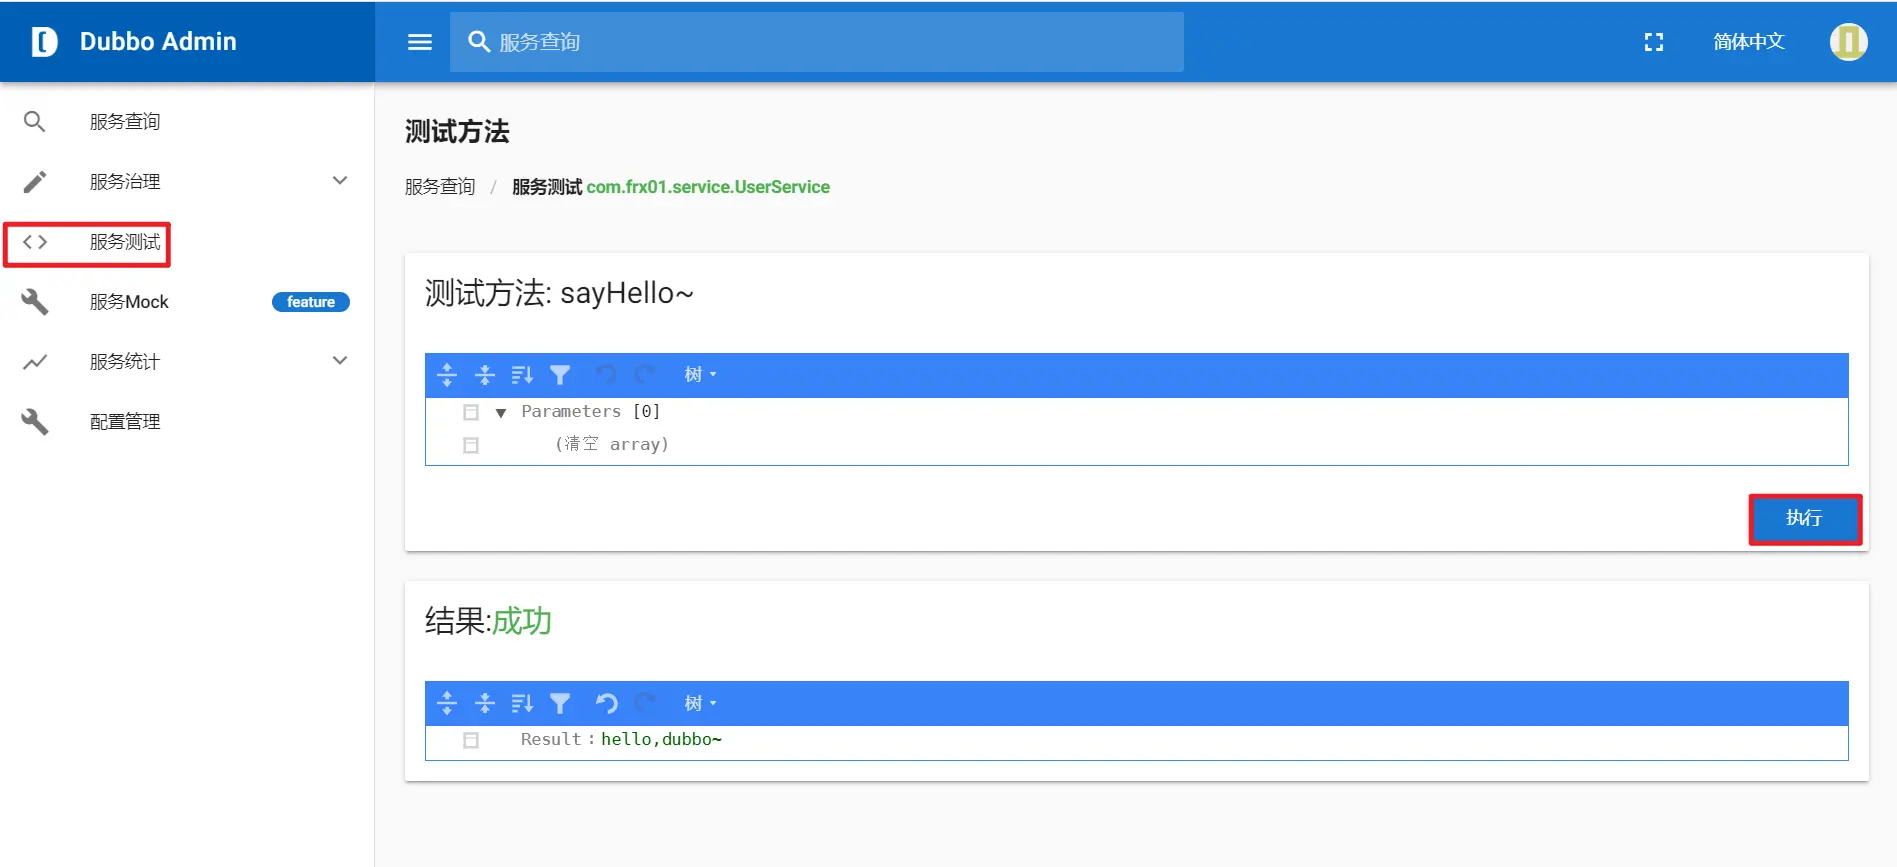 Dubbo Admin
服务查询
简体中文
服务查询
服务治理
服务测试
服务Mock
feature
服务统计
配置管理
测试方法
服务查询 / 服务测试 com.frx01.service.UserService
测试方法: sayHello~
树
Parameters [0]
(清空 array)
执行
结果:成功
树
Result : hello,dubbo~